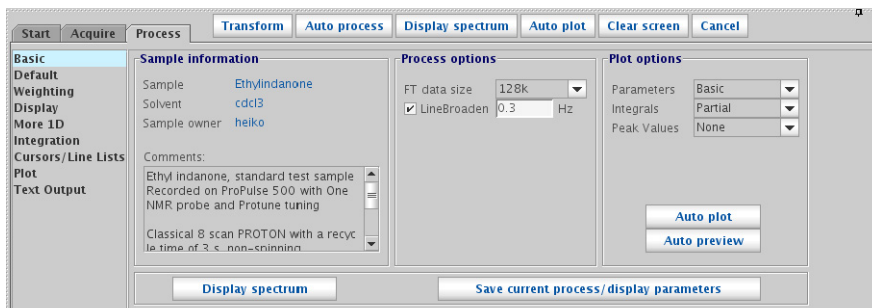 Start Acquire Process Transform Auto process Display spectrum Auto plot Clear screen Cancel
Basic
Default
Weighting
Display
More 1D
Integration
Cursors/Line Lists
Plot
Text Output
Sample information
Sample Ethylindanone
Solvent cdcl3
Sample owner heiko
Comments:
Ethyl indanone, standard test sample
Recorded on ProPulse 500 with One
NMR probe and Protune tuning
Classical 8 scan PROTON with a recyc
le time of 3 s, non-spinning
Process options
FT data size 128k
LineBroaden 0.3 Hz
Plot options
Parameters Basic
Integrals Partial
Peak Values None
Auto plot
Auto preview
Display spectrum
Save current process/display parameters